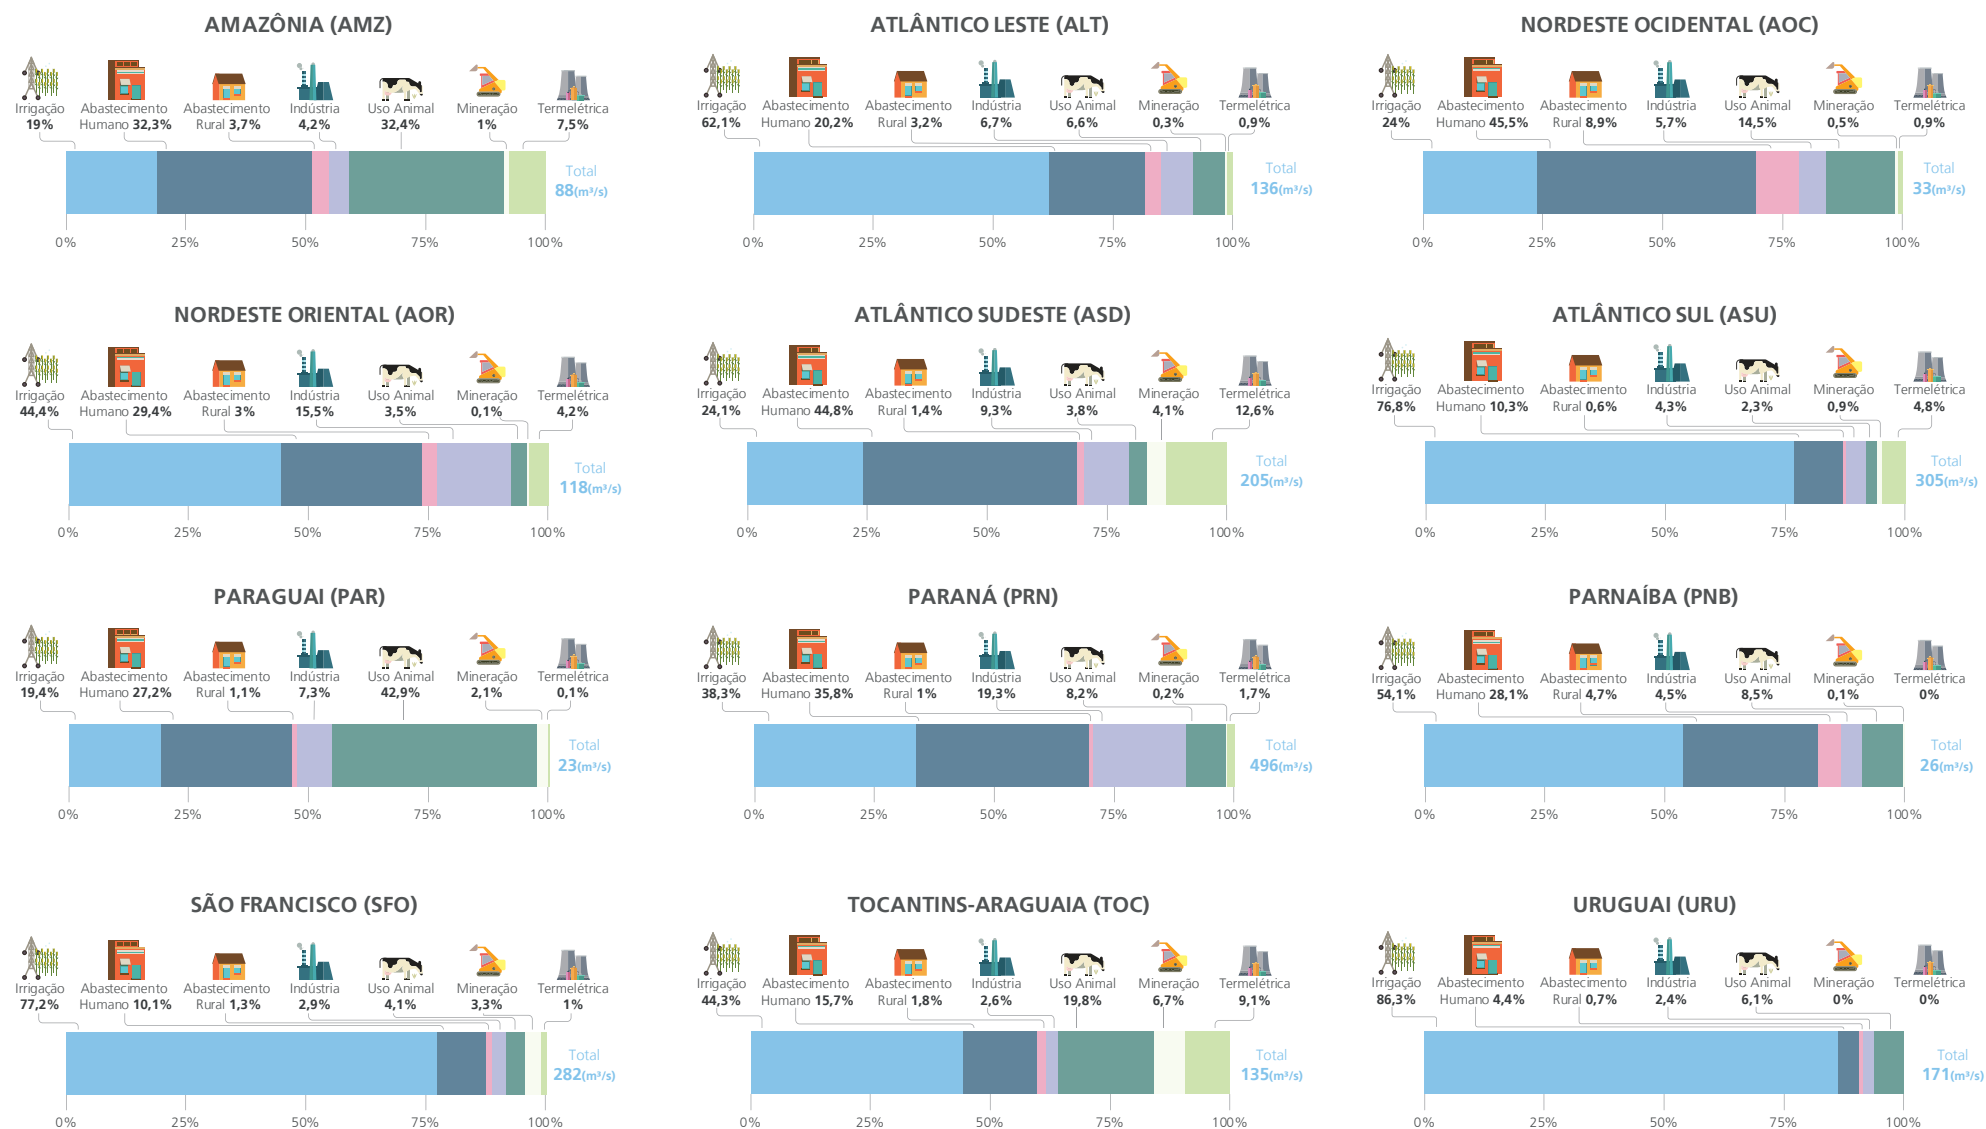 AMAZÔNIA (AMZ)
Irrigação Abastecimento Abastecimento Indústria Uso Animal Mineração Termelétrica
19% Humano 32,3% Rural 3,7% 4,2% 32,4% 1% 7,5%
Total
88(m³/s)
0% 25% 50% 75% 100%
ATLÂNTICO LESTE (ALT)
Irrigação Abastecimento Abastecimento Indústria Uso Animal Mineração Termelétrica
62,1% Humano 20,2% Rural 3,2% 6,7% 6,6% 0,3% 0,9%
Total
136(m³/s)
0% 25% 50% 75% 100%
NORDESTE OCIDENTAL (AOC)
Irrigação Abastecimento Abastecimento Indústria Uso Animal Mineração Termelétrica
24% Humano 45,5% Rural 8,9% 5,7% 14,5% 0,5% 0,9%
Total
33(m³/s)
0% 25% 50% 75% 100%
NORDESTE ORIENTAL (AOR)
Irrigação Abastecimento Abastecimento Indústria Uso Animal Mineração Termelétrica
44,4% Humano 29,4% Rural 3% 15,5% 3,5% 0,1% 4,2%
Total
118(m³/s)
0% 25% 50% 75% 100%
ATLÂNTICO SUDESTE (ASD)
Irrigação Abastecimento Abastecimento Indústria Uso Animal Mineração Termelétrica
24,1% Humano 44,8% Rural 1,4% 9,3% 3,8% 4,1% 12,6%
Total
205(m³/s)
0% 25% 50% 75% 100%
ATLÂNTICO SUL (ASU)
Irrigação Abastecimento Abastecimento Indústria Uso Animal Mineração Termelétrica
76,8% Humano 10,3% Rural 0,6% 4,3% 2,3% 0,9% 4,8%
Total
305(m³/s)
0% 25% 50% 75% 100%
PARAGUAI (PAR)
Irrigação Abastecimento Abastecimento Indústria Uso Animal Mineração Termelétrica
19,4% Humano 27,2% Rural 1,1% 7,3% 42,9% 2,1% 0,1%
Total
23(m³/s)
0% 25% 50% 75% 100%
PARANÁ (PRN)
Irrigação Abastecimento Abastecimento Indústria Uso Animal Mineração Termelétrica
38,3% Humano 35,8% Rural 1% 19,3% 8,2% 0,2% 1,7%
Total
496(m³/s)
0% 25% 50% 75% 100%
PARNAÍBA (PNB)
Irrigação Abastecimento Abastecimento Indústria Uso Animal Mineração Termelétrica
54,1% Humano 28,1% Rural 4,7% 4,5% 8,5% 0,1% 0%
Total
26(m³/s)
0% 25% 50% 75% 100%
SÃO FRANCISCO (SFO)
Irrigação Abastecimento Abastecimento Indústria Uso Animal Mineração Termelétrica
77,2% Humano 10,1% Rural 1,3% 2,9% 4,1% 3,3% 1%
Total
282(m³/s)
0% 25% 50% 75% 100%
TOCANTINS-ARAGUAIA (TOC)
Irrigação Abastecimento Abastecimento Indústria Uso Animal Mineração Termelétrica
44,3% Humano 15,7% Rural 1,8% 2,6% 19,8% 6,7% 9,1%
Total
135(m³/s)
0% 25% 50% 75% 100%
URUGUAI (URU)
Irrigação Abastecimento Abastecimento Indústria Uso Animal Mineração Termelétrica
86,3% Humano 4,4% Rural 0,7% 2,4% 6,1% 0% 0%
Total
171(m³/s)
0% 25% 50% 75% 100%